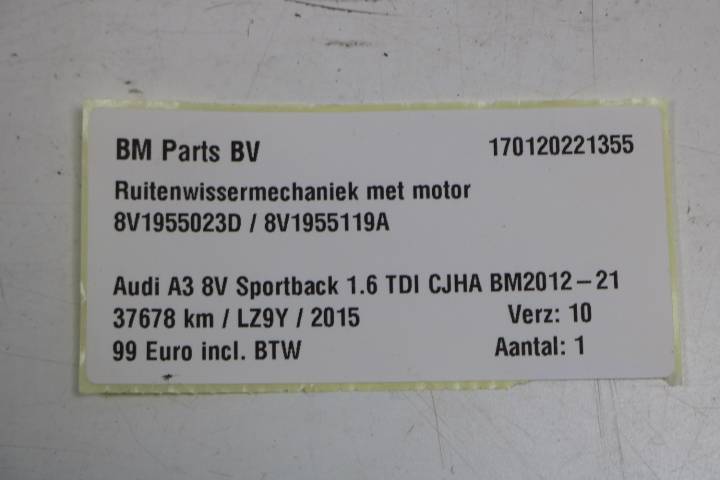 BM Parts BV 170120221355
Ruitenwissermechaniek met motor
8V1955023D / 8V1955119A
Audi A3 8V Sportback 1.6 TDI CJHA BM2012-21
37678 km / LZ9Y / 2015 Verz: 10
99 Euro incl. BTW Aantal: 1